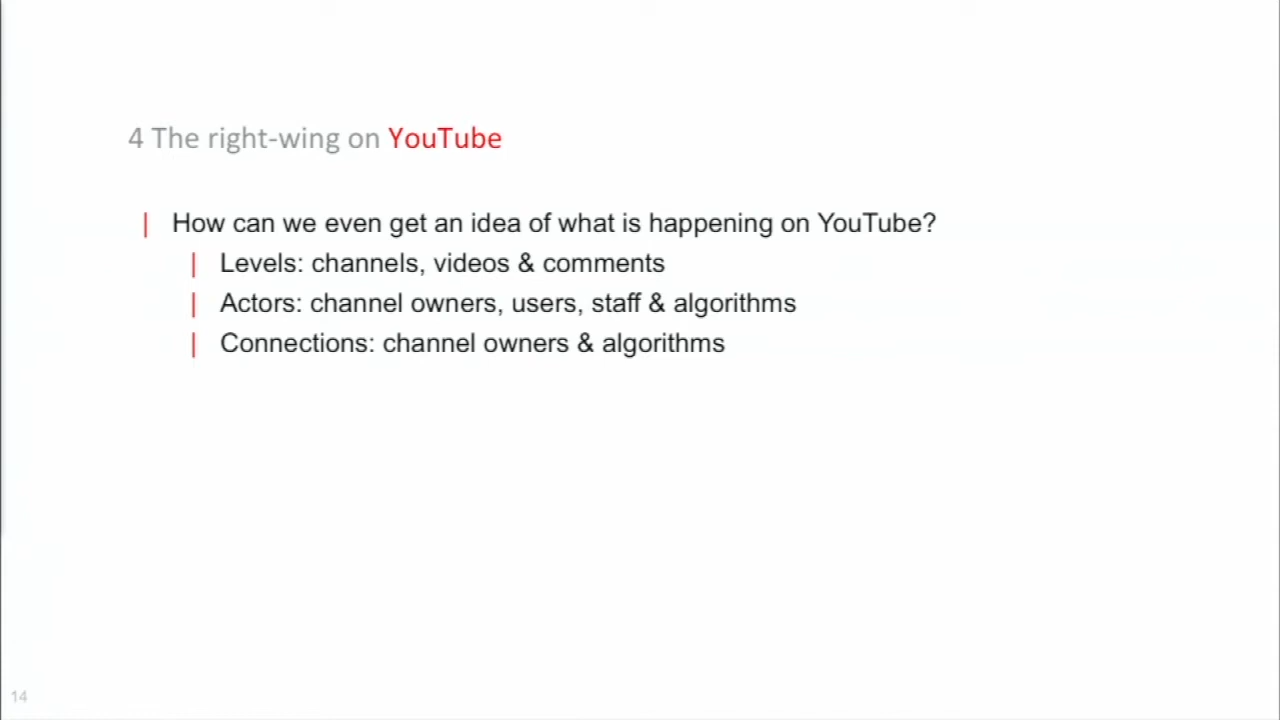 4 The right-wing on YouTube
How can we even get an idea of what is happening on YouTube?
Levels: channels, videos & comments
Actors: channel owners, users, staff & algorithms
Connections: channel owners & algorithms
14